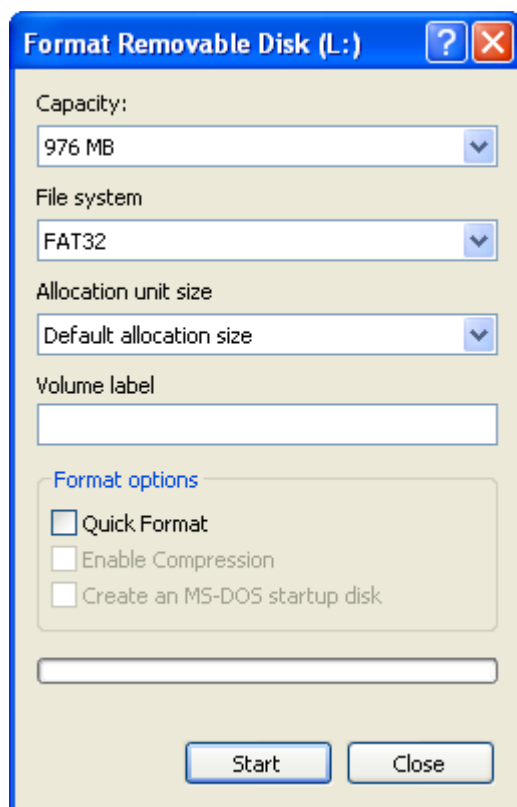 Format Removable Disk (L:)
Capacity:
976 MB
File system
FAT32
Allocation unit size
Default allocation size
Volume label
Format options
Quick Format
Enable Compression
Create an MS-DOS startup disk
Start Close